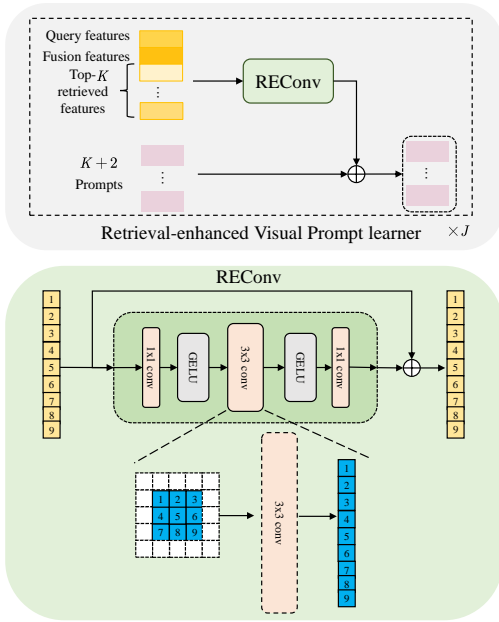 Query features
Fusion features
Top-K
retrieved
features
⋮
REConv
K + 2
Prompts
⋮
⋮
Retrieval-enhanced Visual Prompt learner
×J
REConv
1
2
3
4
5
6
7
8
9
1x1 conv
GELU
3x3 conv
GELU
1x1 conv
1
2
3
4
5
6
7
8
9
1 2 3
4 5 6
7 8 9
3x3 conv
1
2
3
4
5
6
7
8
9